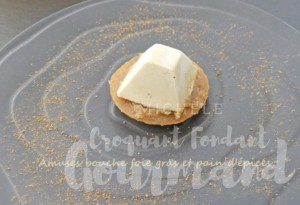 Croquant Fondant
Amuses bouche foie gras et pain d'épices
Gourmand